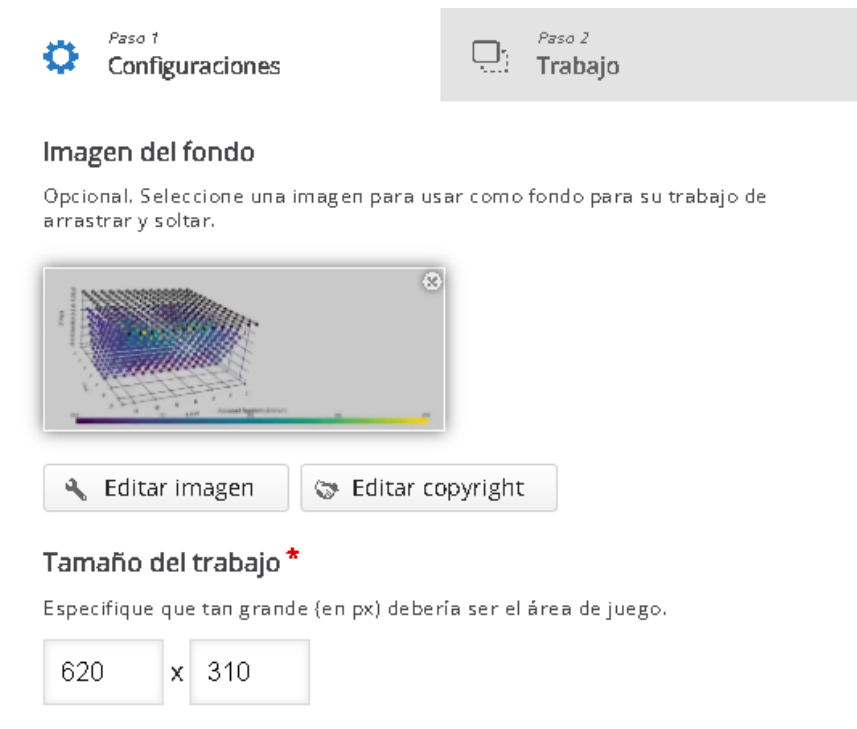 Paso 1
Configuraciones
Paso 2
Trabajo
Imagen del fondo
Opcional. Seleccione una imagen para usar como fondo para su trabajo de
arrastrar y soltar.
Editar imagen
Editar copyright
Tamaño del trabajo *
Especifique que tan grande (en px) debería ser el área de juego.
620 x 310